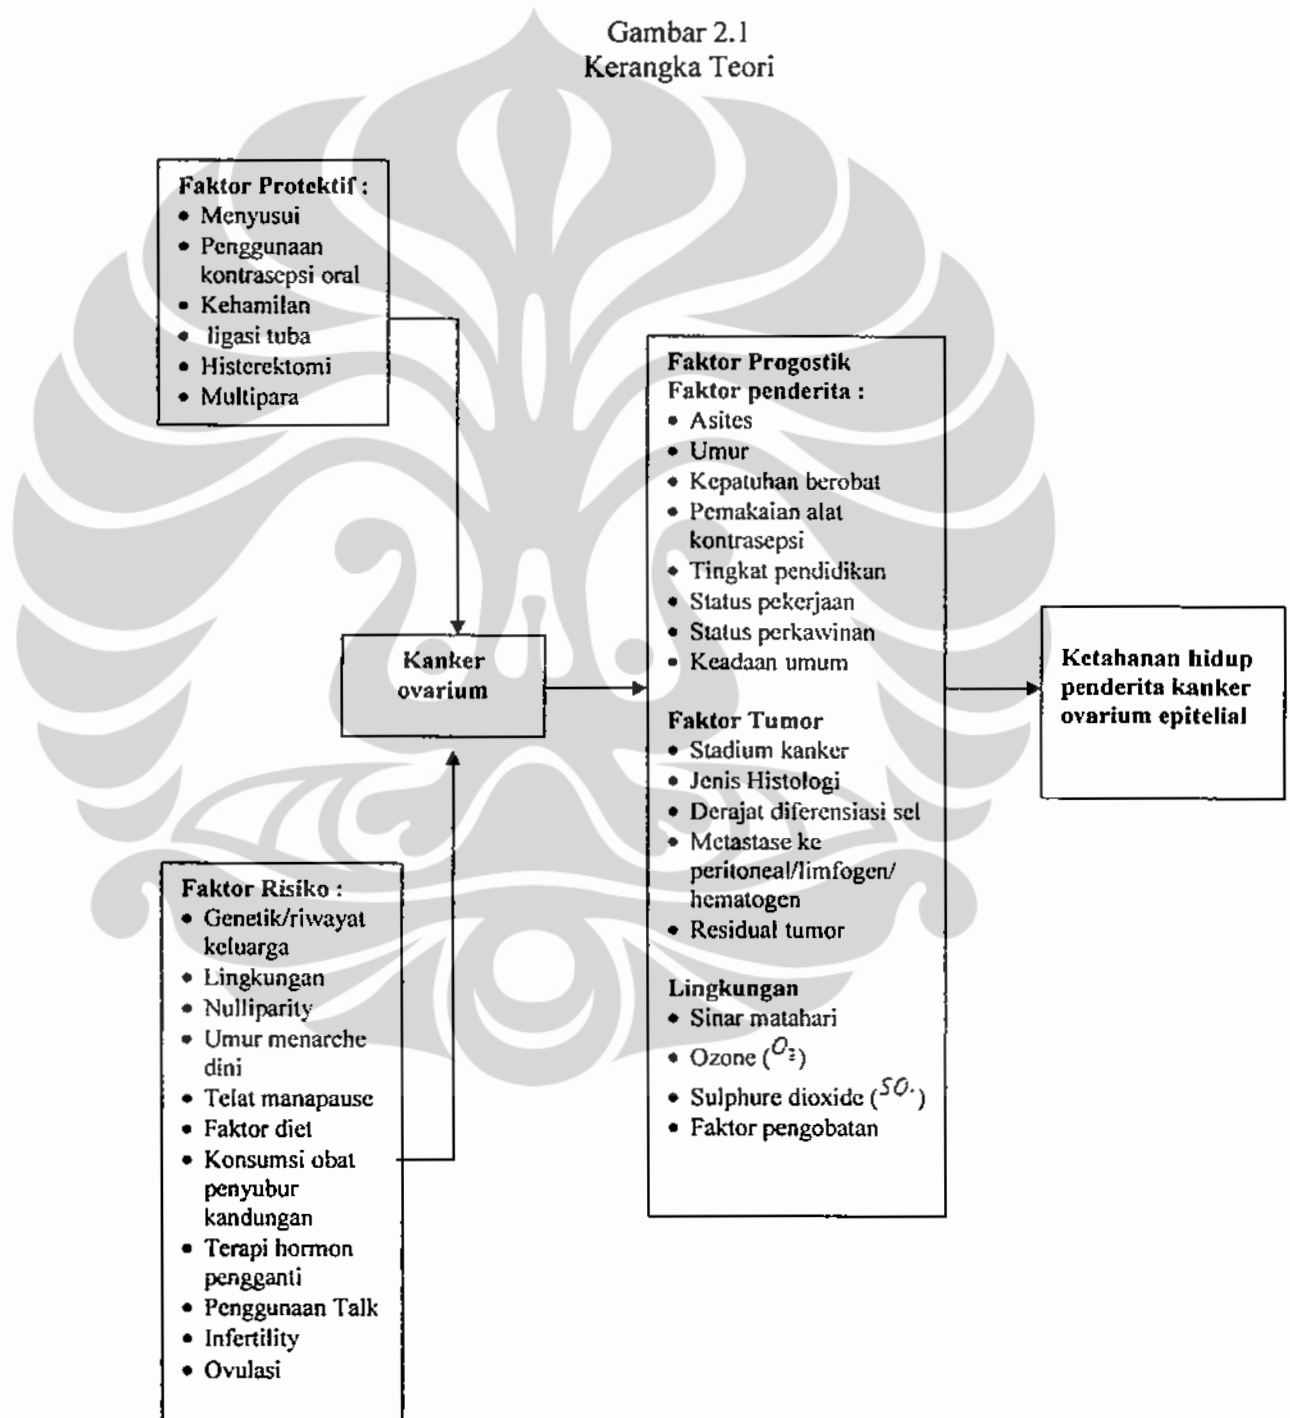 Gambar 2.1
Kerangka Teori
Faktor Protektif :
• Menyusui
• Penggunaan
kontrasepsi oral
• Kehamilan
• ligasi tuba
• Histerektomi
• Multipara
Kanker
ovarium
Faktor Risiko :
• Genetik/riwayat
keluarga
• Lingkungan
• Nulliparity
• Umur menarche
dini
• Telat manapause
• Faktor diet
• Konsumsi obat
penyubur
kandungan
• Terapi hormon
pengganti
• Penggunaan Talk
• Infertility
• Ovulasi
Faktor Progostik
Faktor penderita :
• Asites
• Umur
• Kepatuhan berobat
• Pemakaian alat
kontrasepsi
• Tingkat pendidikan
• Status pekerjaan
• Status perkawinan
• Keadaan umum
Faktor Tumor
• Stadium kanker
• Jenis Histologi
• Derajat diferensiasi sel
• Metastase ke
peritoneal/limfogen/
hematogen
• Residual tumor
Lingkungan
• Sinar matahari
• Ozone
• Sulphure dioxide
• Faktor pengobatan
Ketahanan hidup
penderita kanker
ovarium epitelial